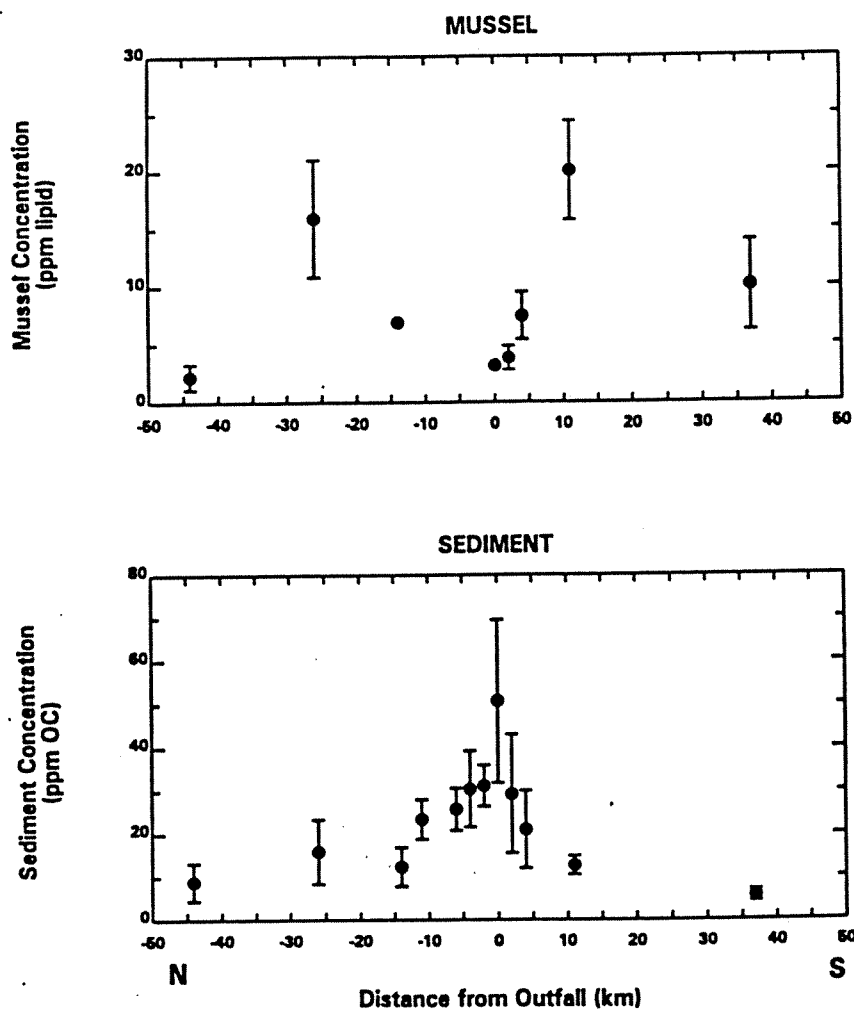 MUSSEL
30
20
10
0
Mussel Concentration
(ppm lipid)
-50 -40 -30 -20 -10 0 10 20 30 40 50
SEDIMENT
80
60
40
20
0
Sediment Concentration
(ppm OC)
-50 -40 -30 -20 -10 0 10 20 30 40 50
N S
Distance from Outfall (km)